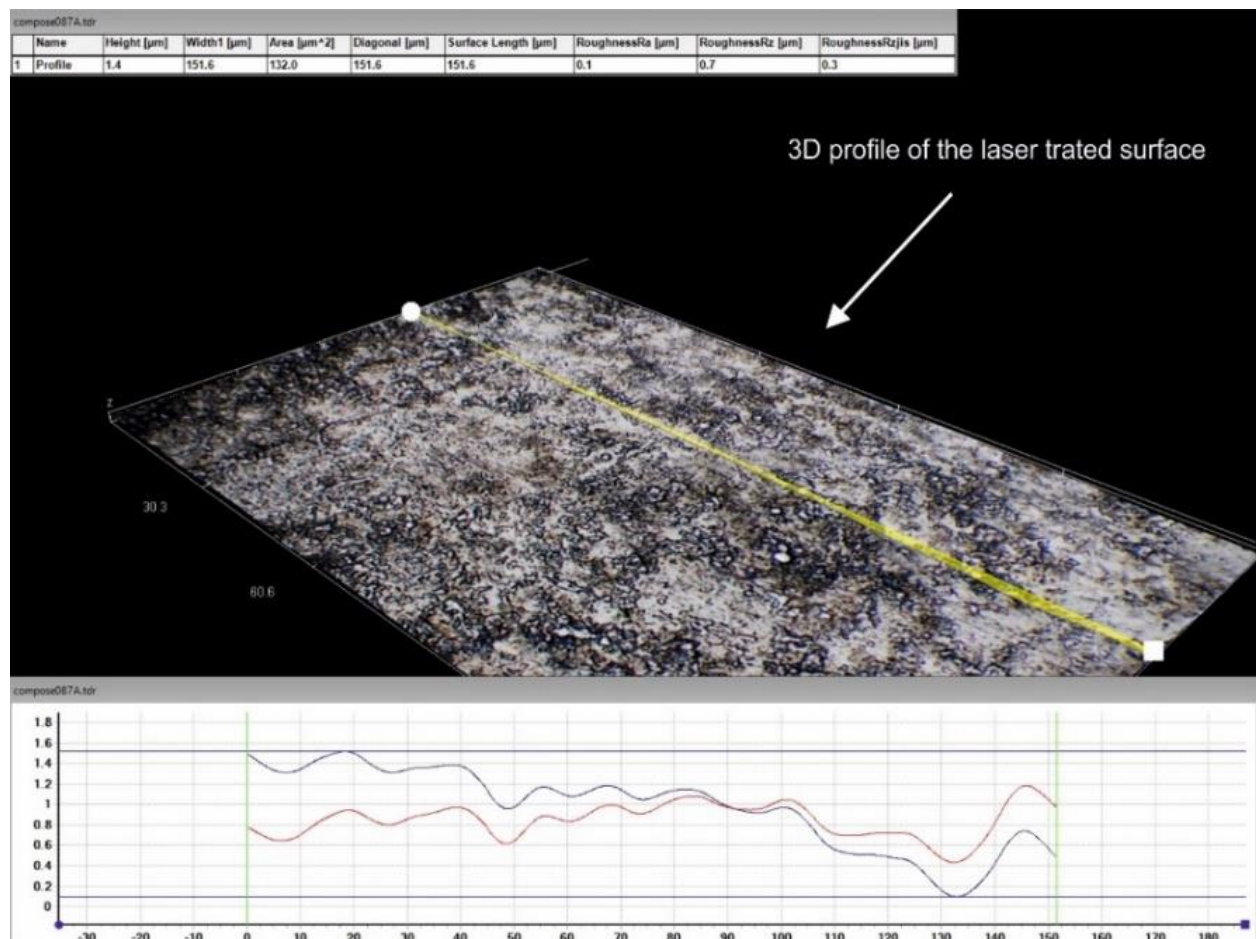 compose087A.tdr
Name Height [µm] Width1 [µm] Area [µm^2] Diagonal [µm] Surface Length [µm] RoughnessRa [µm] RoughnessRz [µm] RoughnessRzjis [µm]
1 Profile 1.4 151.6 132.0 151.6 151.6 0.1 0.7 0.3
3D profile of the laser trated surface
z
30.3
60.6
compose087A.tdr
1.8
1.6
1.4
1.2
1
0.8
0.6
0.4
0.2
0
-30 -20 -10 0 10 20 30 40 50 60 70 80 90 100 110 120 130 140 150 160 170 180